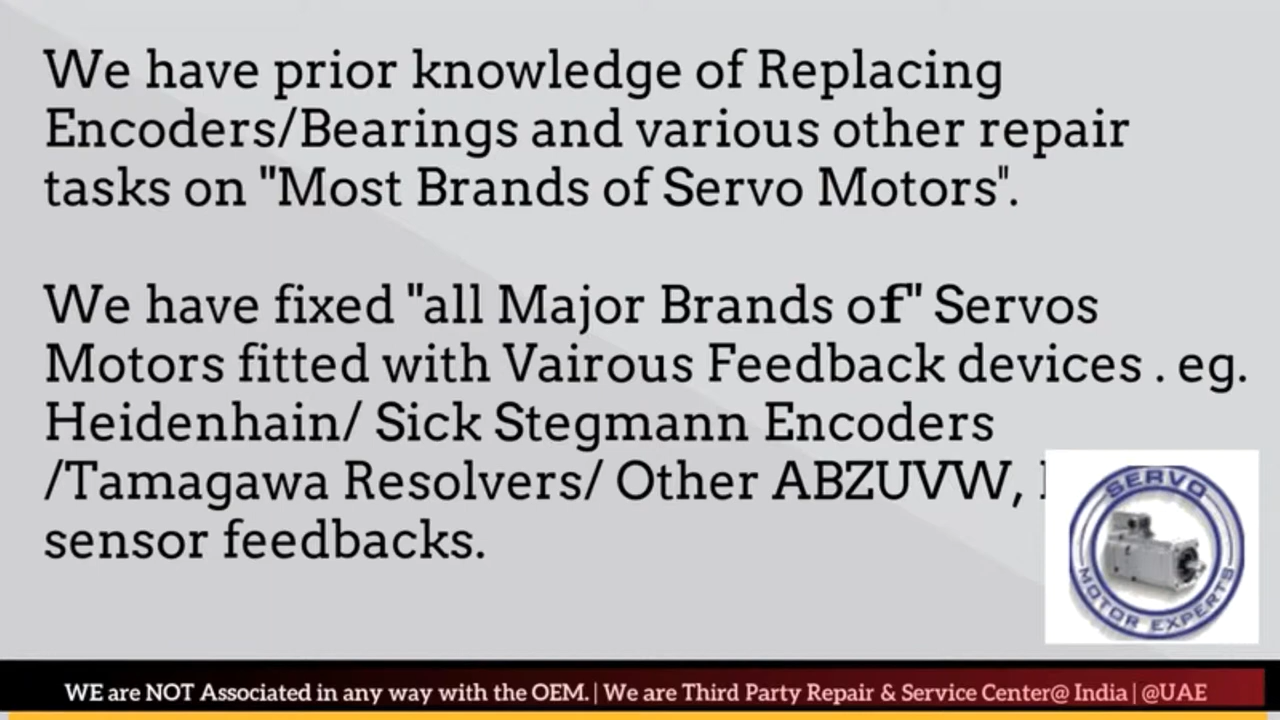 We have prior knowledge of Replacing
Encoders/Bearings and various other repair
tasks on "Most Brands of Servo Motors".
We have fixed "all Major Brands of" Servos
Motors fitted with Vairous Feedback devices . eg.
Heidenhain/ Sick Stegmann Encoders
/Tamagawa Resolvers/ Other ABZUVW,
sensor feedbacks.
SERVO
MOTOR EXPERTS
WE are NOT Associated in any way with the OEM. | We are Third Party Repair & Service Center@ India | @UAE